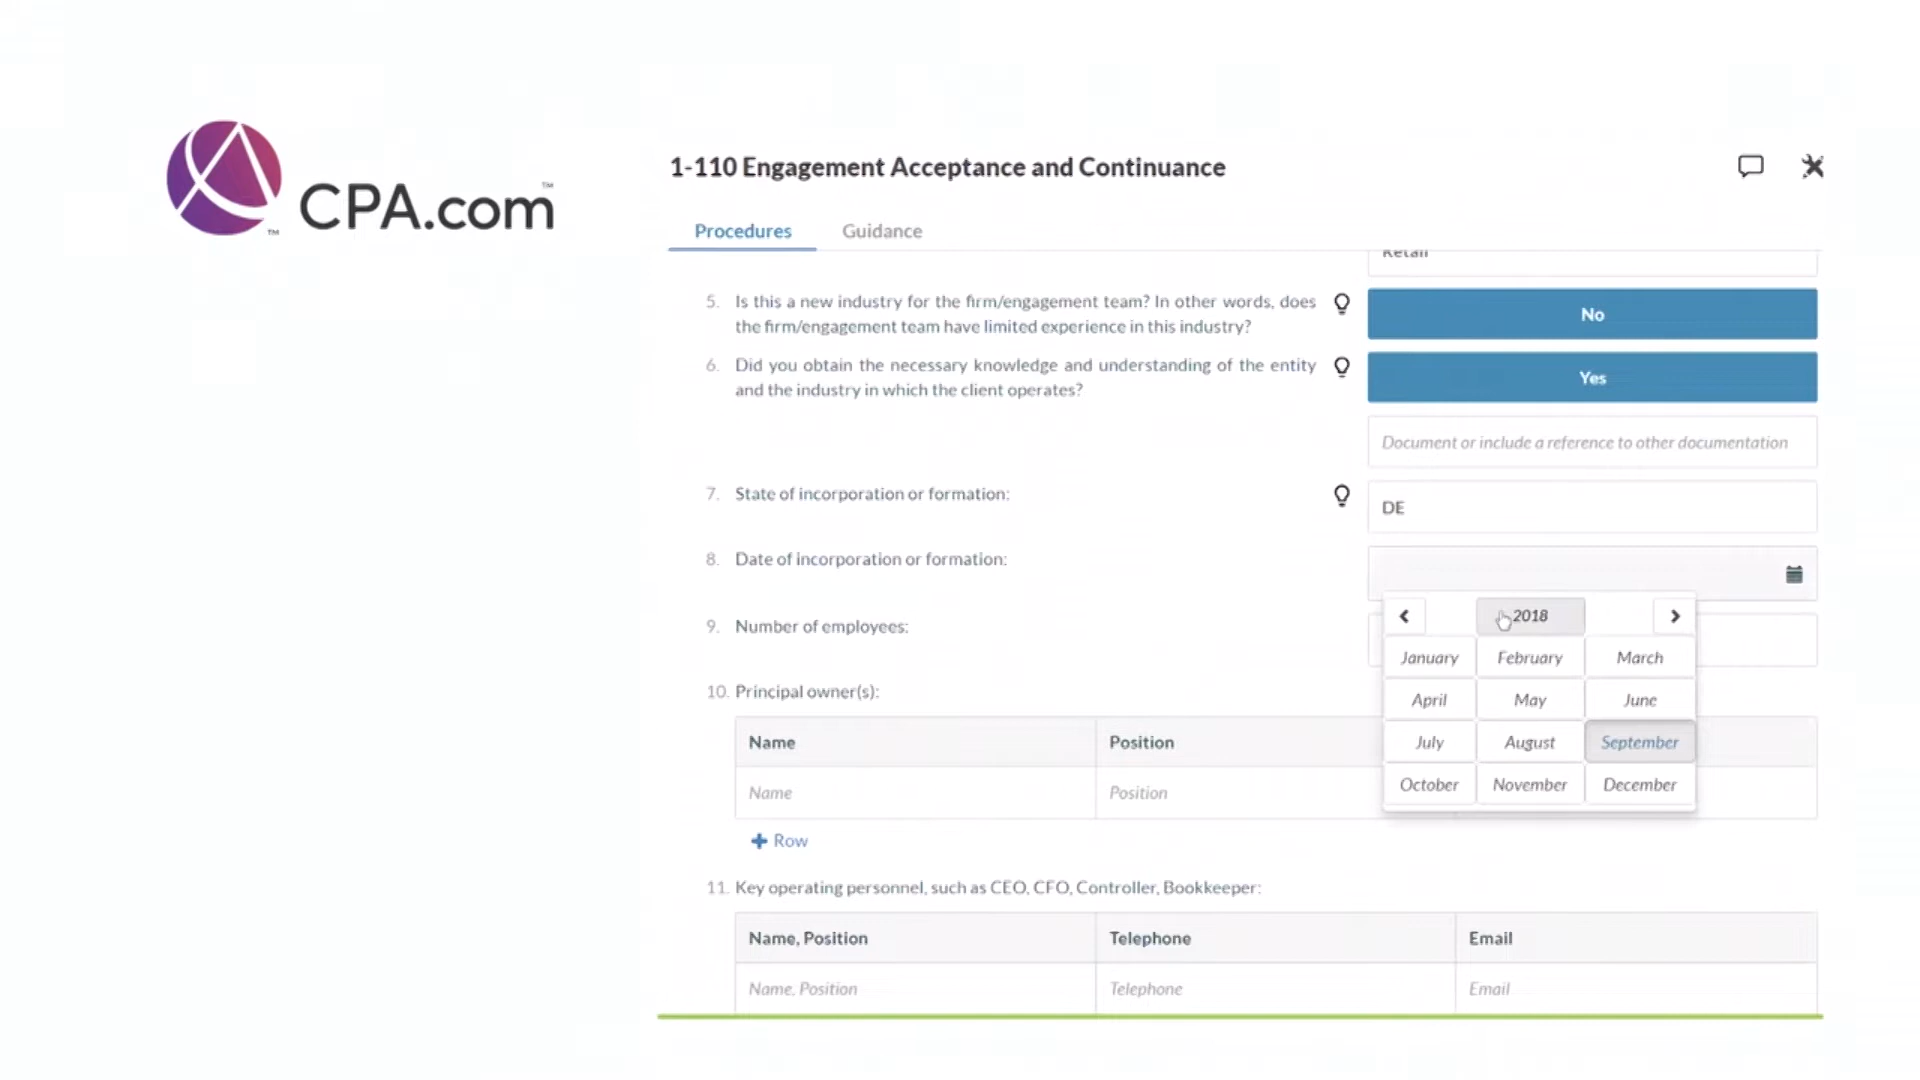 CPA.com™
1-110 Engagement Acceptance and Continuance
Procedures
Guidance
Retail
5. Is this a new industry for the firm/engagement team? In other words, does
the firm/engagement team have limited experience in this industry?
No
6. Did you obtain the necessary knowledge and understanding of the entity
and the industry in which the client operates?
Yes
Document or include a reference to other documentation
7. State of incorporation or formation:
DE
8. Date of incorporation or formation:
2018
January February March
April May June
July August September
October November December
9. Number of employees:
10. Principal owner(s):
Name Position
Name Position
+ Row
11. Key operating personnel, such as CEO, CFO, Controller, Bookkeeper:
Name, Position Telephone Email
Name, Position Telephone Email